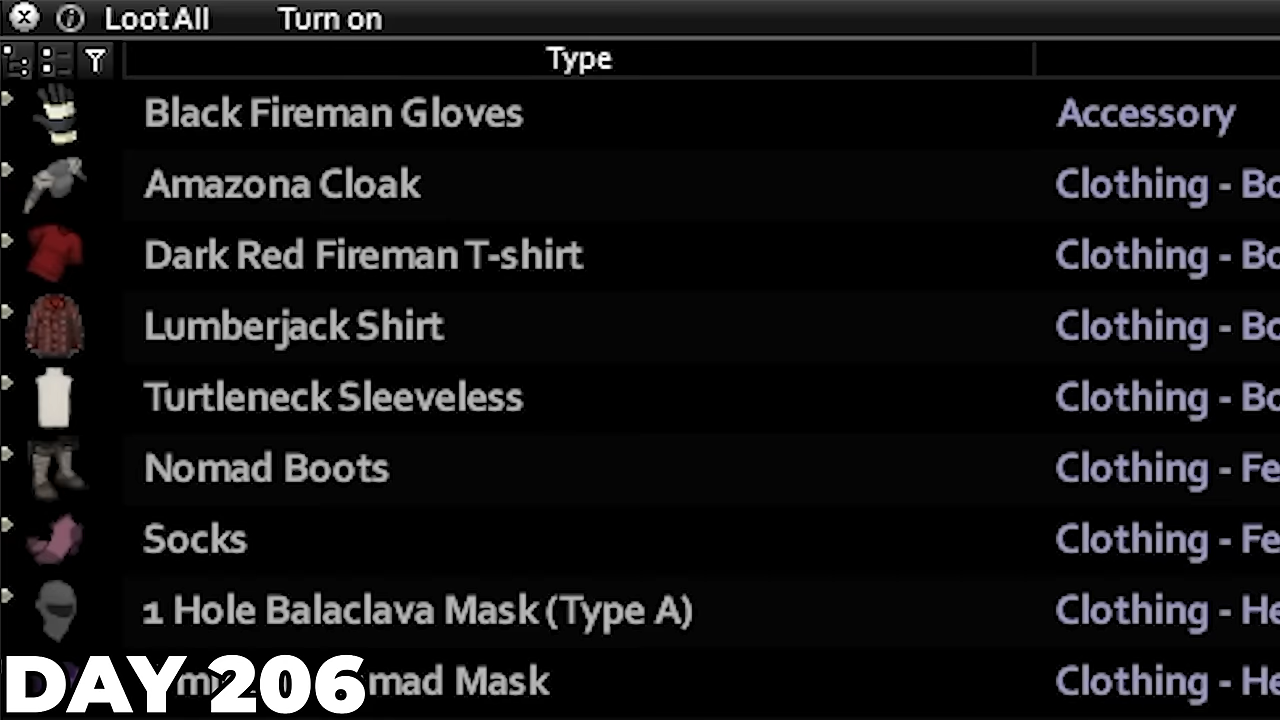 Loot All Turn on
Type
Black Fireman Gloves Accessory
Amazona Cloak Clothing - Bo
Dark Red Fireman T-shirt Clothing - Bo
Lumberjack Shirt Clothing - Bo
Turtleneck Sleeveless Clothing - Bo
Nomad Boots Clothing - Fe
Socks Clothing - Fe
1 Hole Balaclava Mask (Type A) Clothing - He
mad Mask Clothing - He
DAY 206